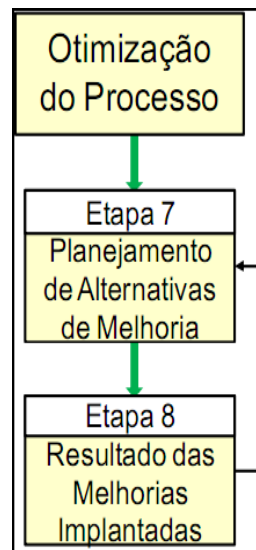 Otimização
do Processo
Etapa 7
Planejamento
de Alternativas
de Melhoria
Etapa 8
Resultado das
Melhorias
Implantadas